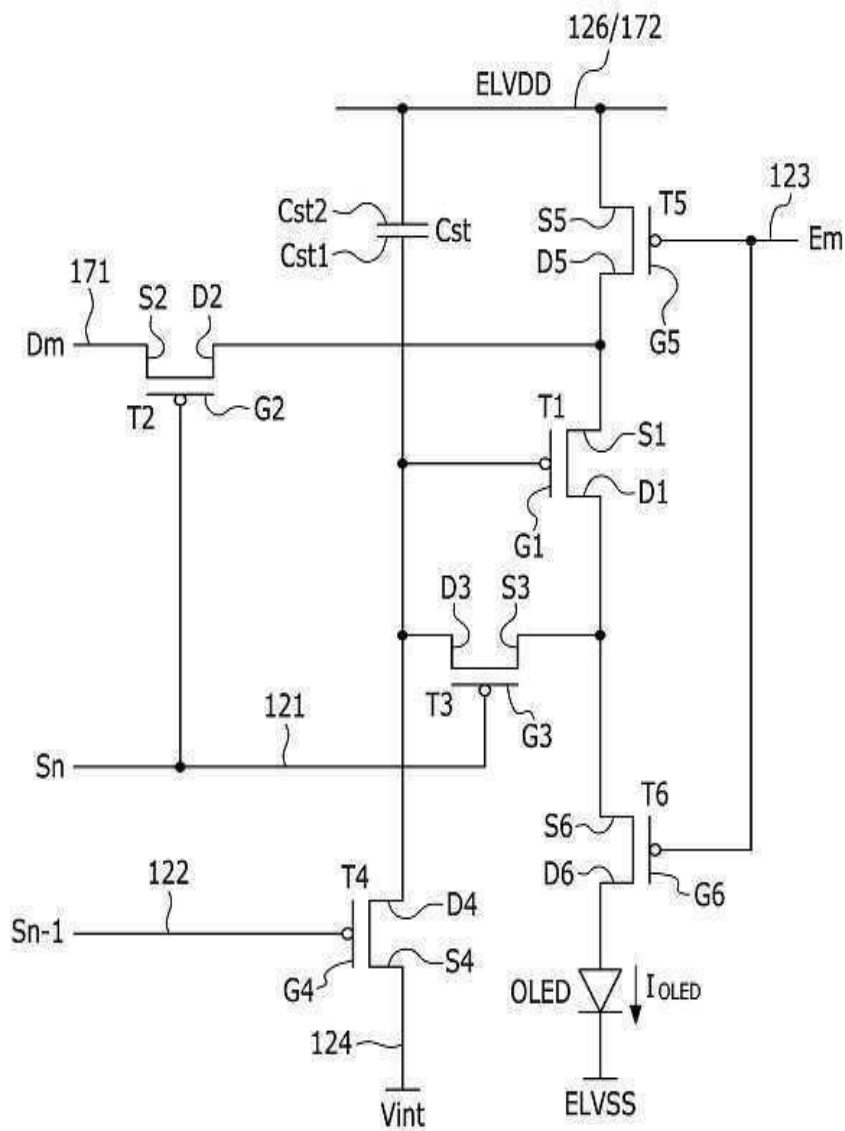 126/172
ELVDD
123
Cst2
Cst
Cst1
S5
T5
Em
D5
G5
171
S2
D2
Dm
T2
G2
T1
S1
D1
G1
D3
S3
T3
G3
121
Sn
T6
S6
D6
G6
122
T4
D4
Sn-1
G4
S4
OLED
IOLED
124
Vint
ELVSS